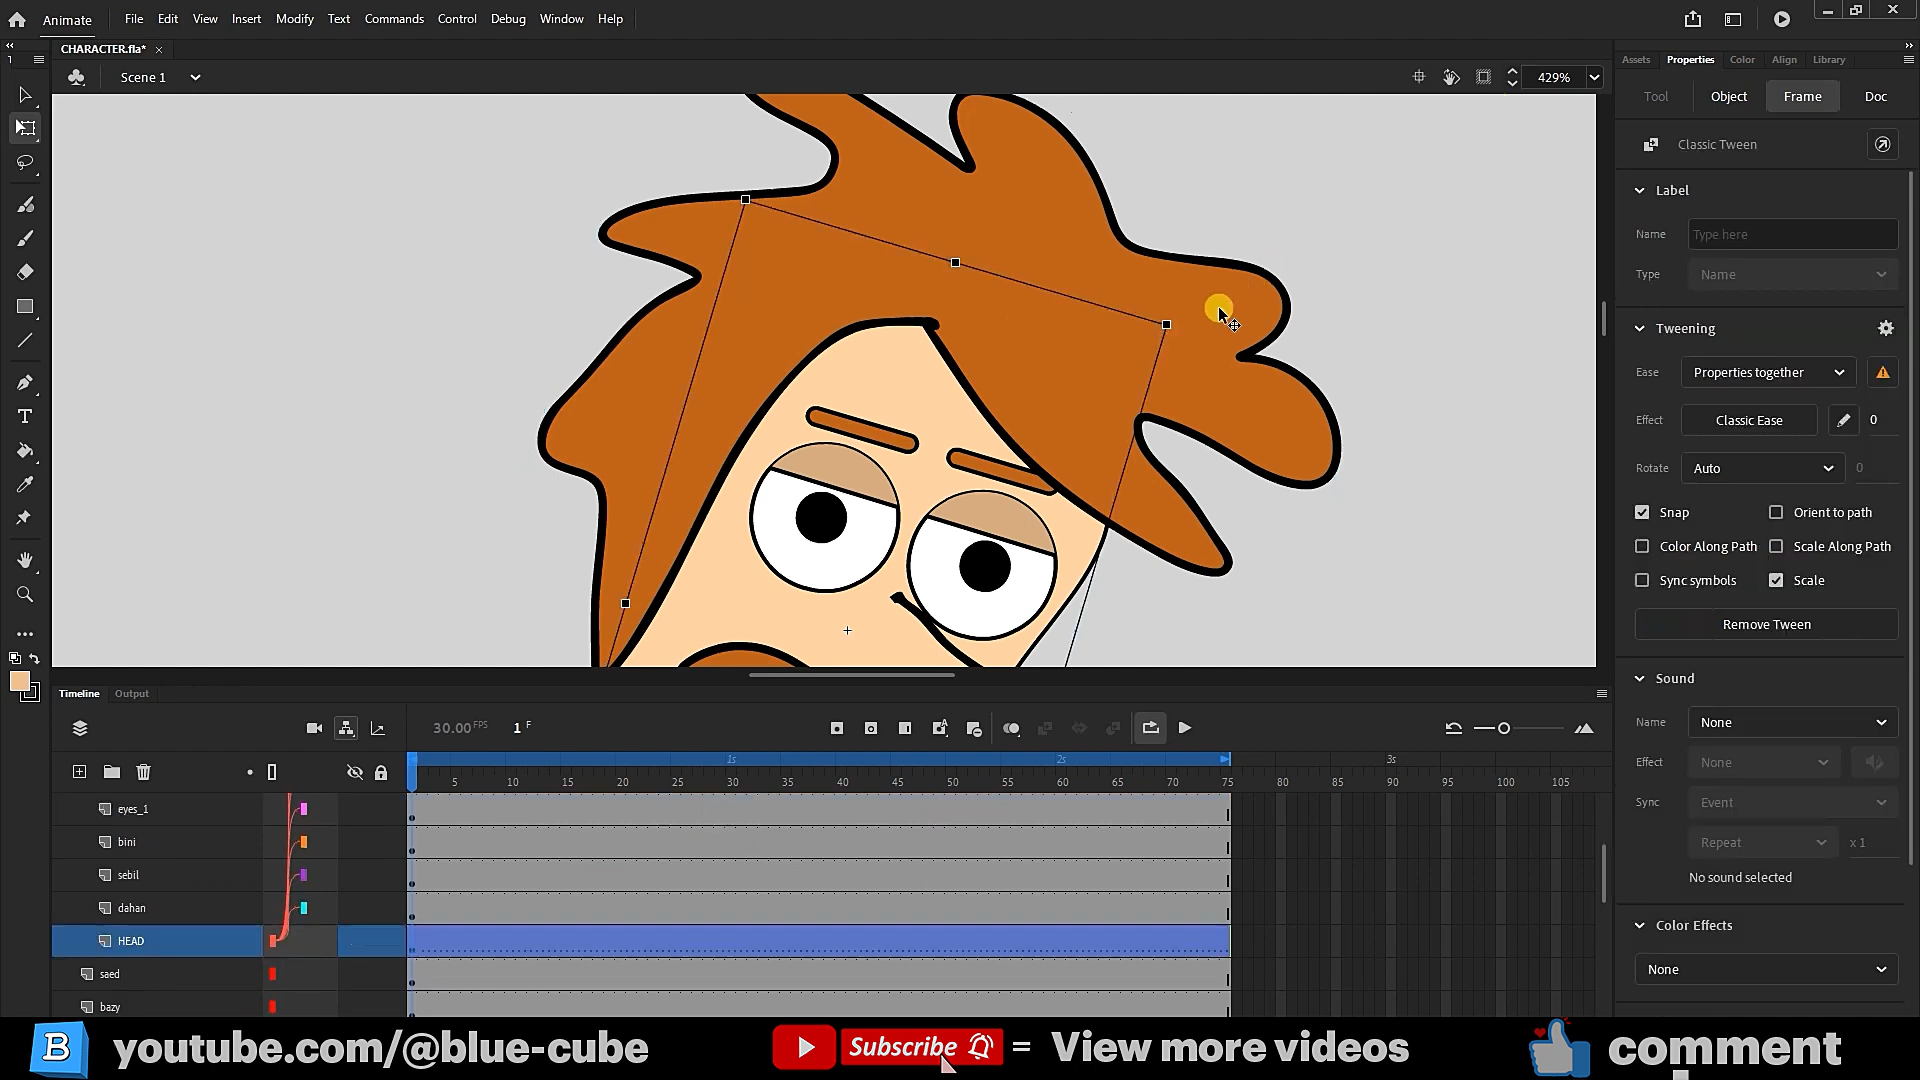 Animate File Edit View Insert Modify Text Commands Control Debug Window Help
CHARACTER.fla*
Scene 1
429%
Assets Properties Color Align Library
Tool Object Frame Doc
Classic Tween
Label
Name Type here
Type Name
Tweening
Ease Properties together
Effect Classic Ease 0
Rotate Auto 0
Snap Orient to path
Color Along Path Scale Along Path
Sync symbols Scale
Remove Tween
Sound
Name None
Effect None
Sync Event
Repeat x 1
No sound selected
Color Effects
None
Timeline Output
30.00 FPS 1 F
1s 2s 3s
5 10 15 20 25 30 35 40 45 50 55 60 65 70 75 80 85 90 95 100 105
eyes_1
bini
sebil
dahan
HEAD
saed
bazy
B youtube.com/@blue-cube Subscribe = View more videos comment